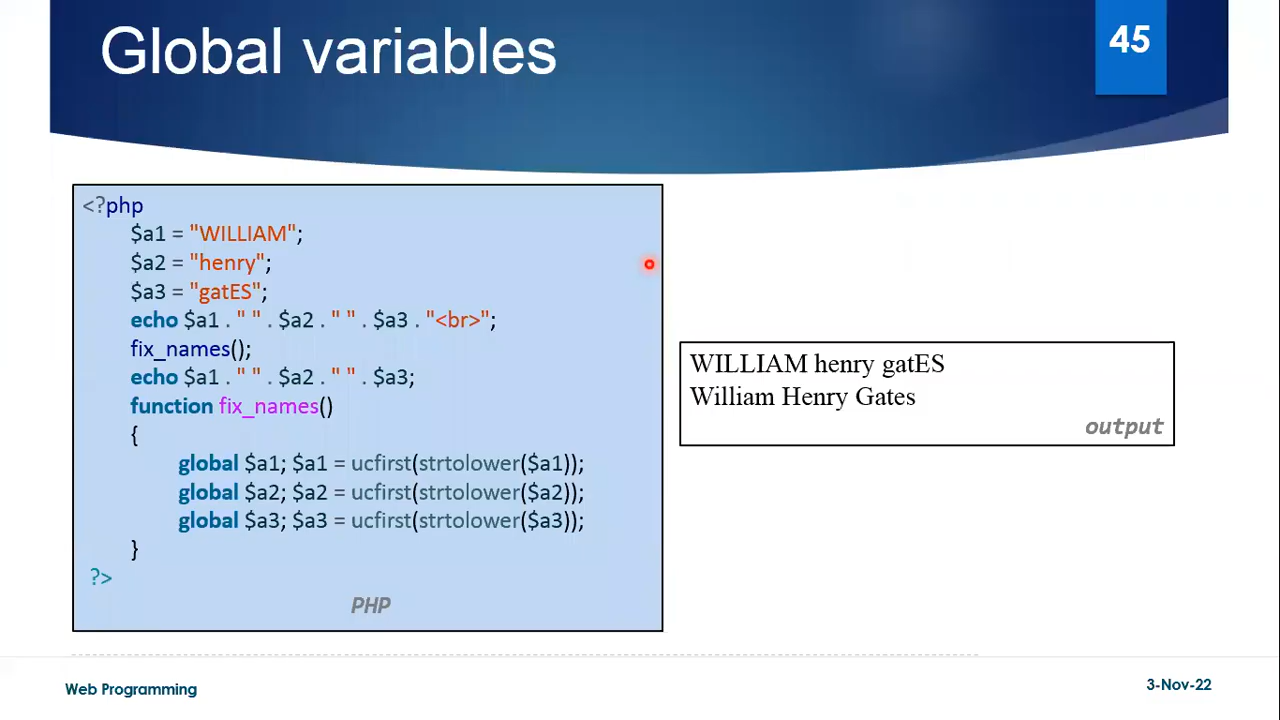 Global variables
45
<?php
$a1 = "WILLIAM";
$a2 = "henry";
$a3 = "gatES";
echo $a1 . " " . $a2 . " " . $a3 . "<br>";
fix_names();
echo $a1 . " " . $a2 . " " . $a3;
function fix_names()
{
global $a1; $a1 = ucfirst(strtolower($a1));
global $a2; $a2 = ucfirst(strtolower($a2));
global $a3; $a3 = ucfirst(strtolower($a3));
}
?>
PHP
WILLIAM henry gatES
William Henry Gates
output
Web Programming
3-Nov-22